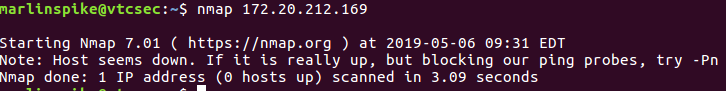 marlinspike@vtcsec:~$ nmap 172.20.212.169
Starting Nmap 7.01 ( https://nmap.org ) at 2019-05-06 09:31 EDT
Note: Host seems down. If it is really up, but blocking our ping probes, try -Pn
Nmap done: 1 IP address (0 hosts up) scanned in 3.09 seconds